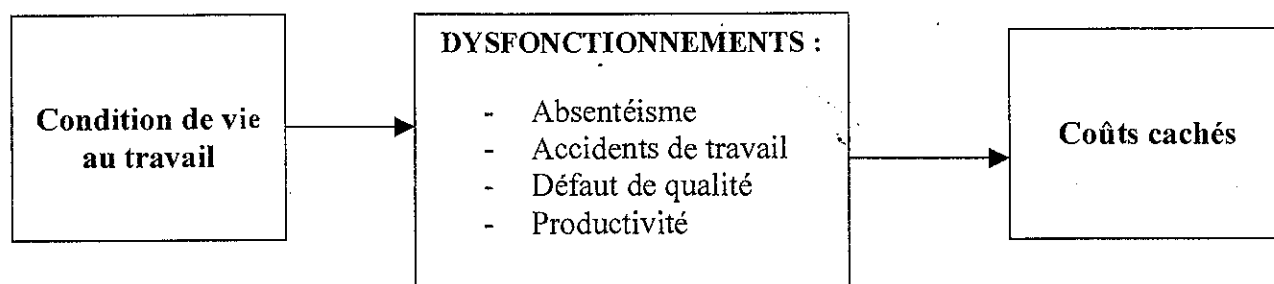 Condition de vie
au travail
DYSFONCTIONNEMENTS :
- Absentéisme
- Accidents de travail
- Défaut de qualité
- Productivité
Coûts cachés